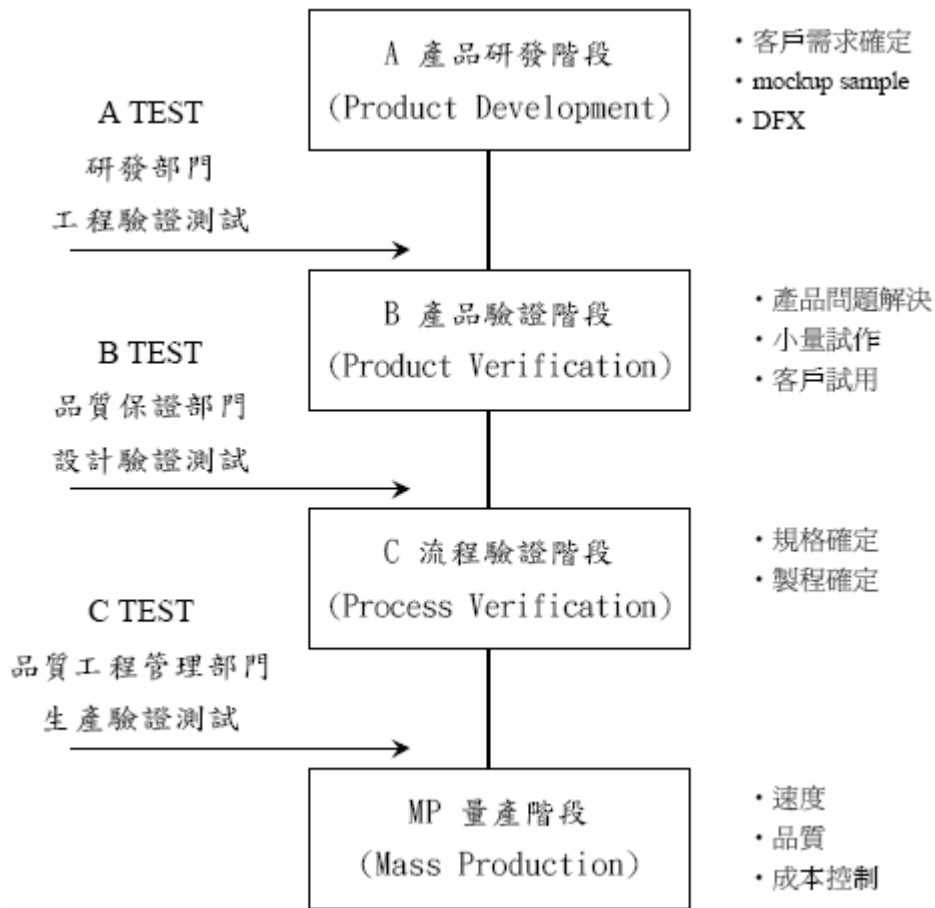 A 產品研發階段
(Product Development)
・客戶需求確定
・mockup sample
・DFX
A TEST
研發部門
工程驗證測試
B 產品驗證階段
(Product Verification)
・產品問題解決
・小量試作
・客戶試用
B TEST
品質保證部門
設計驗證測試
C 流程驗證階段
(Process Verification)
・規格確定
・製程確定
C TEST
品質工程管理部門
生產驗證測試
MP 量產階段
(Mass Production)
・速度
・品質
・成本控制